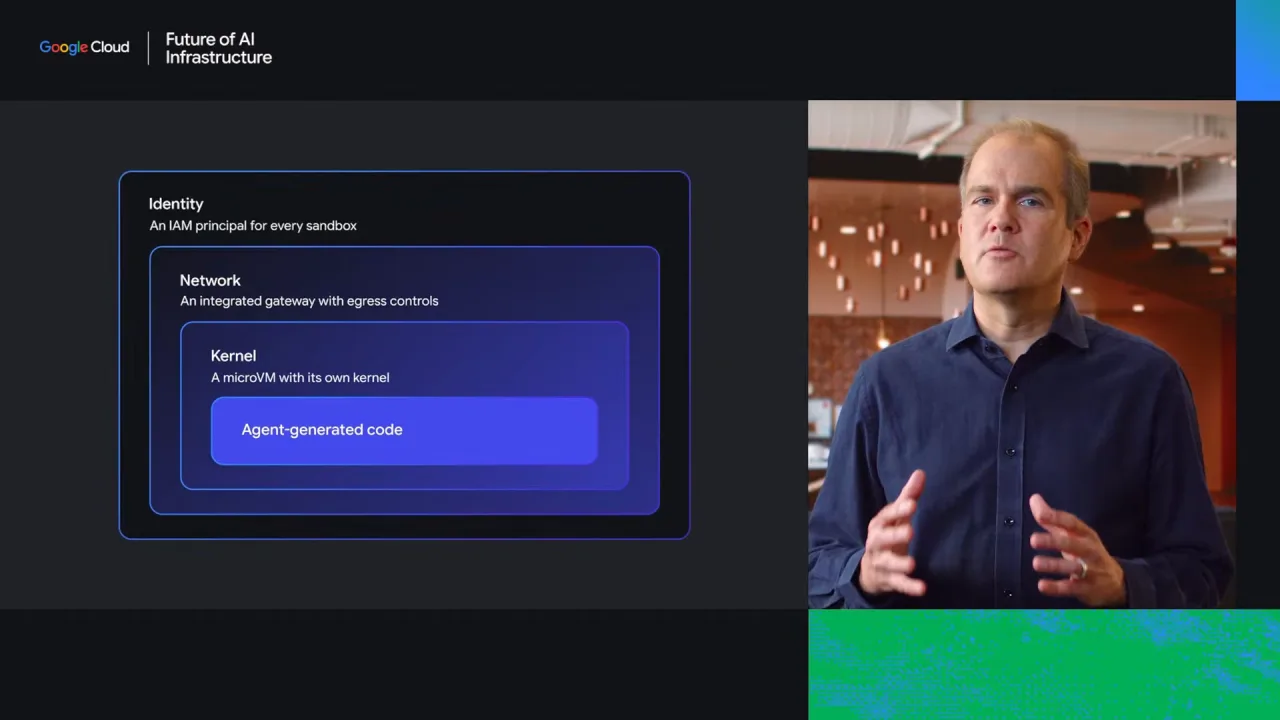 Google Cloud
Future of AI
Infrastructure
Identity
An IAM principal for every sandbox
Network
An integrated gateway with egress controls
Kernel
A microVM with its own kernel
Agent-generated code